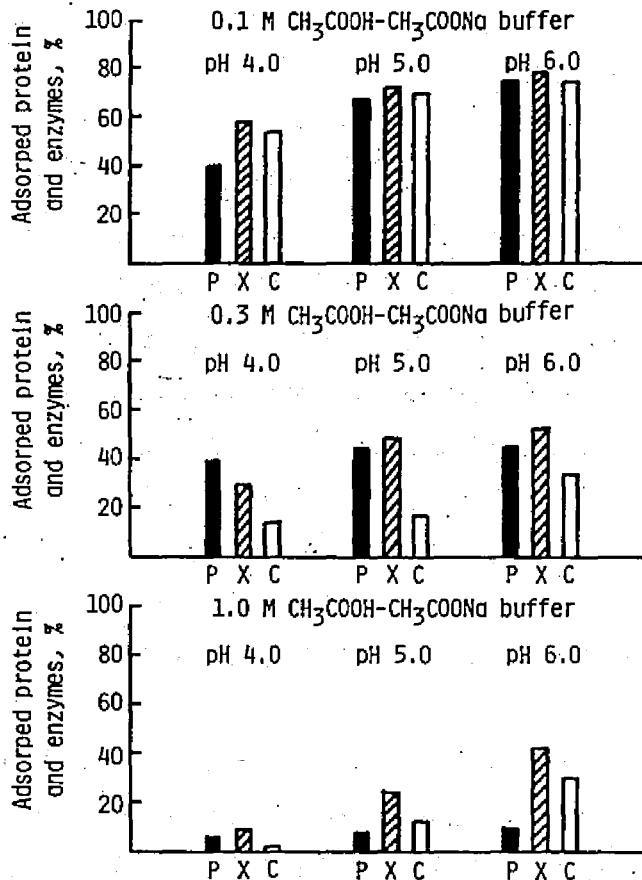 0.1 M CH3COOH-CH3COONa buffer
Adsorped protein
and enzymes, %
100
80
60
40
20
pH 4.0 pH 5.0 pH 6.0
P X C P X C P X C
0.3 M CH3COOH-CH3COONa buffer
Adsorped protein
and enzymes, %
100
80
60
40
20
pH 4.0 pH 5.0 pH 6.0
P X C P X C P X C
1.0 M CH3COOH-CH3COONa buffer
Adsorped protein
and enzymes, %
100
80
60
40
20
pH 4.0 pH 5.0 pH 6.0
P X C P X C P X C